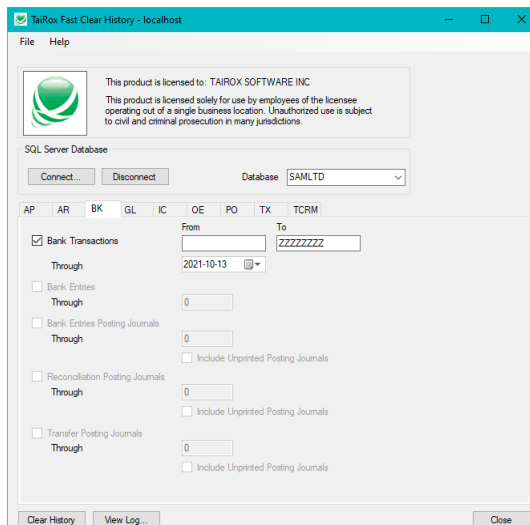 TaiRox Fast Clear History - localhost
File Help
This product is licensed to: TAIROX SOFTWARE INC
This product is licensed solely for use by employees of the licensee
operating out of a single business location. Unauthorized use is subject
to civil and criminal prosecution in many jurisdictions.
SQL Server Database
Connect... Disconnect Database SAMLTD
AP AR BK GL IC OE PO TX TCRM
From To
Bank Transactions ZZZZZZZZ
Through 2021-10-13
Bank Entries
Through 0
Bank Entries Posting Journals
Through 0
Include Unprinted Posting Journals
Reconciliation Posting Journals
Through 0
Include Unprinted Posting Journals
Transfer Posting Journals
Through 0
Include Unprinted Posting Journals
Clear History View Log... Close